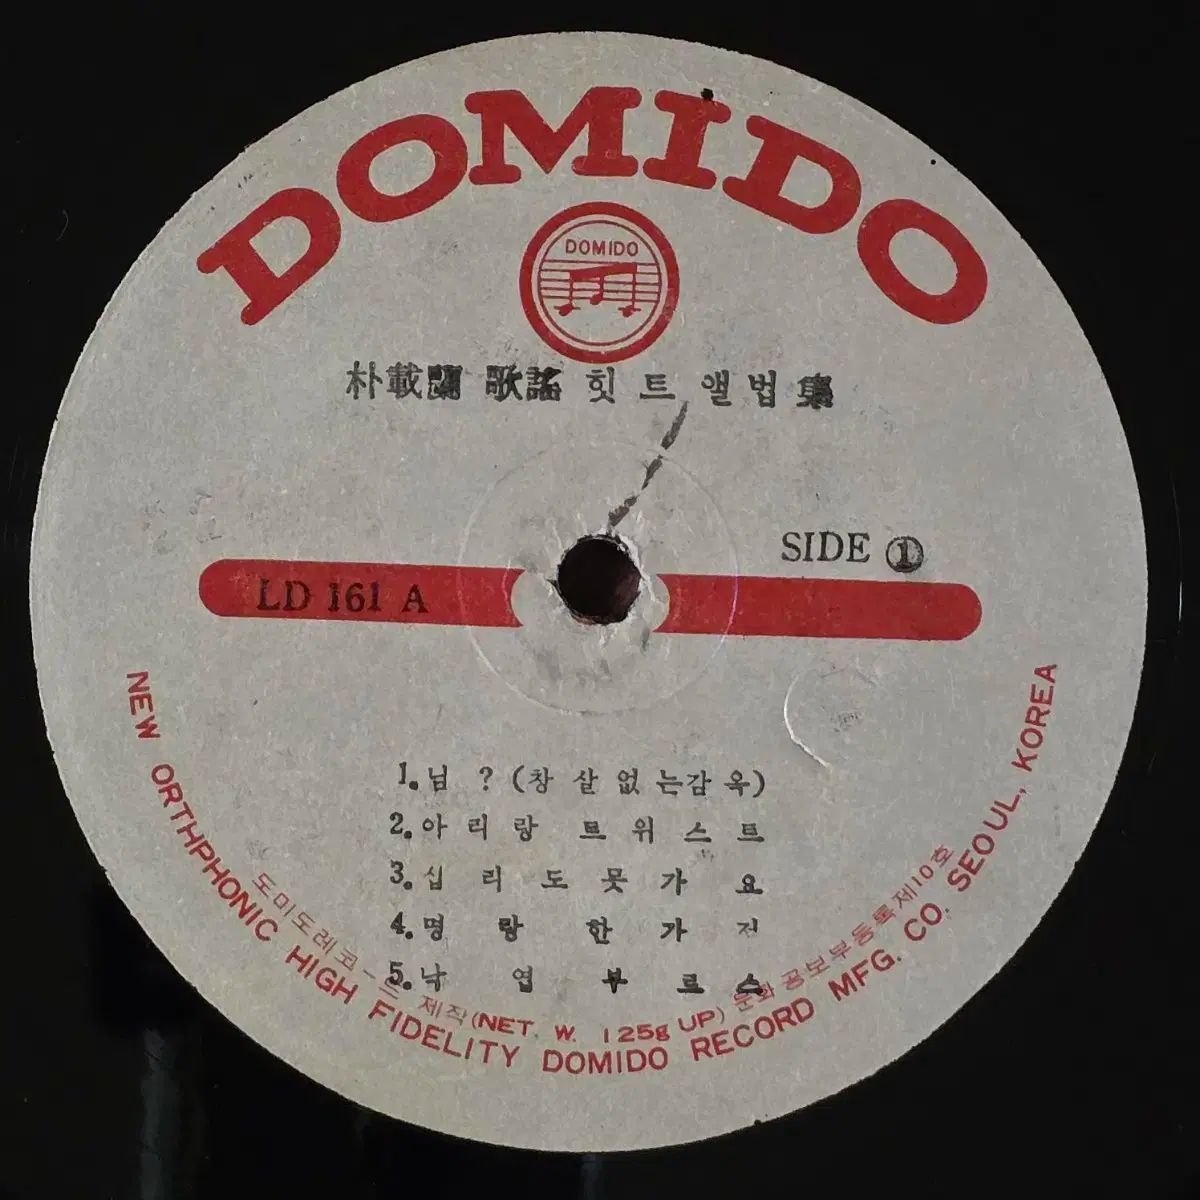 DOMIDO
DOMIDO
朴載蘭 歌謠 힛트 앨범集
SIDE ①
LD 161 A
1. 님 ? (창살없는감옥)
2. 아리랑 트위스트
3. 십리도못가요
4. 명랑한가정
5. 낙엽부르스
도미도레코-드 제작 (NET. W. 125g UP) 문화공보부등록제10호
NEW ORTHPHONIC HIGH FIDELITY DOMIDO RECORD MFG. CO. SEOUL, KOREA